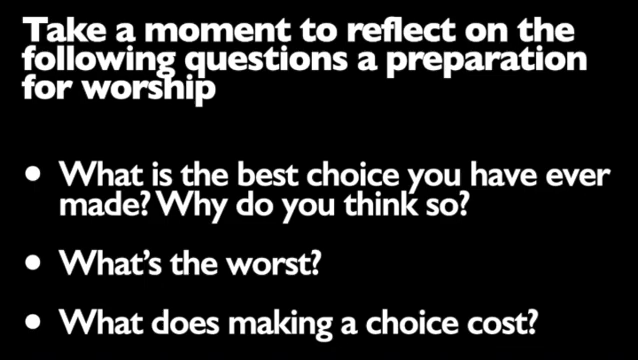 Take a moment to reflect on the
following questions a preparation
for worship
• What is the best choice you have ever
made? Why do you think so?
• What's the worst?
• What does making a choice cost?